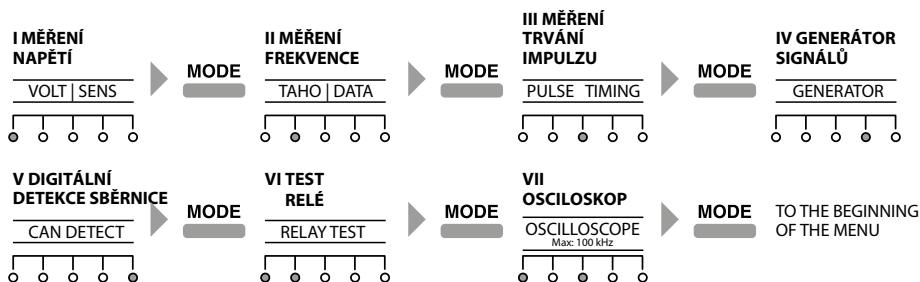 I MĚŘENÍ
NAPĚTÍ
VOLT | SENS
MODE
II MĚŘENÍ
FREKVENCE
TAHO | DATA
MODE
III MĚŘENÍ
TRVÁNÍ
IMPULZU
PULSE TIMING
MODE
IV GENERÁTOR
SIGNÁLŮ
GENERATOR
V DIGITÁLNÍ
DETEKCE SBĚRNICE
CAN DETECT
MODE
VI TEST
RELÉ
RELAY TEST
MODE
VII
OSCILOSKOP
OSCILLOSCOPE
Max: 100 kHz
MODE
TO THE BEGINNING
OF THE MENU